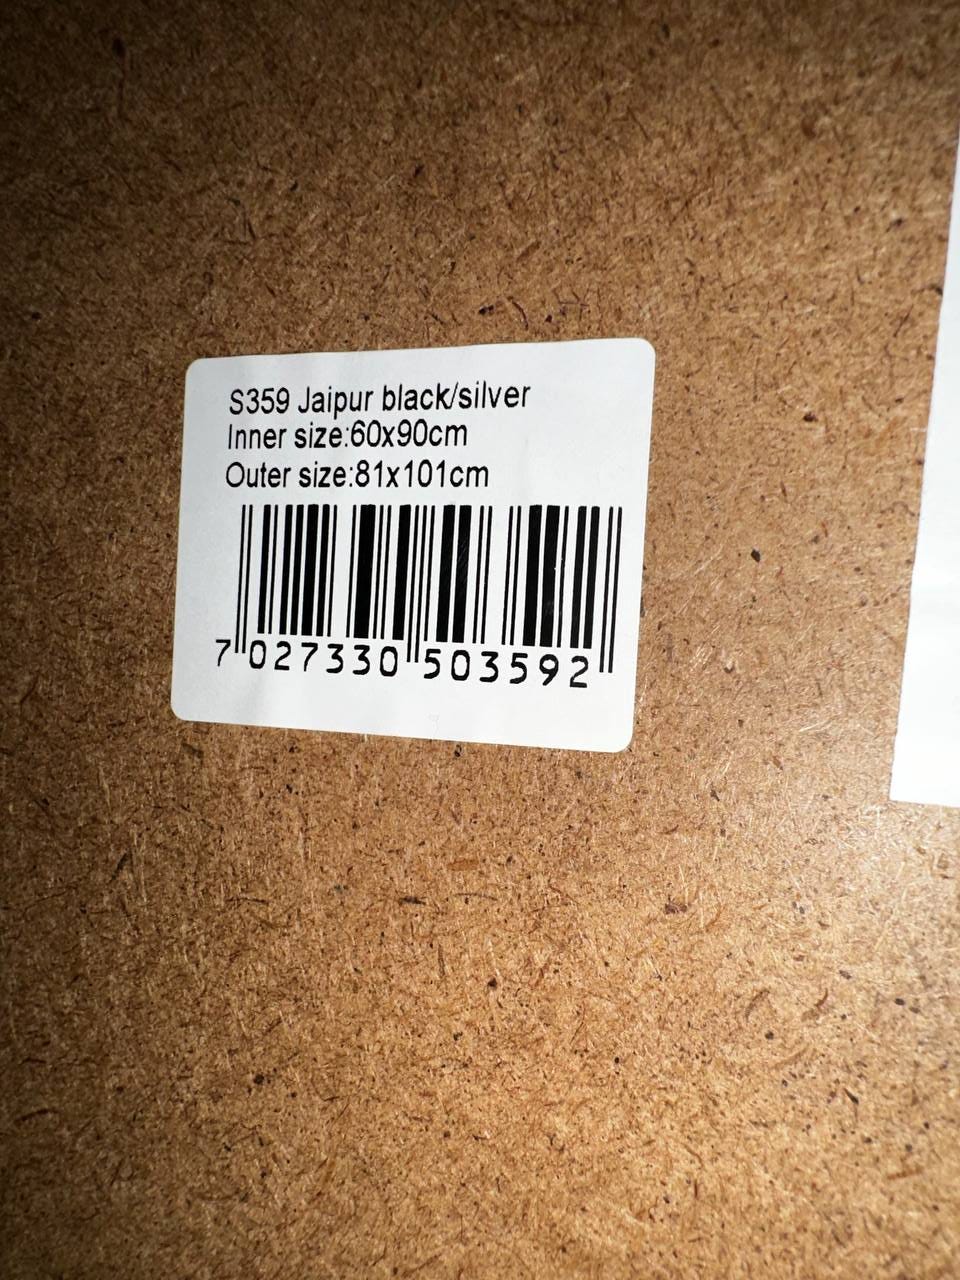 S359 Jaipur black/silver
Inner size:60x90cm
Outer size:81x101cm
7 027330 503592